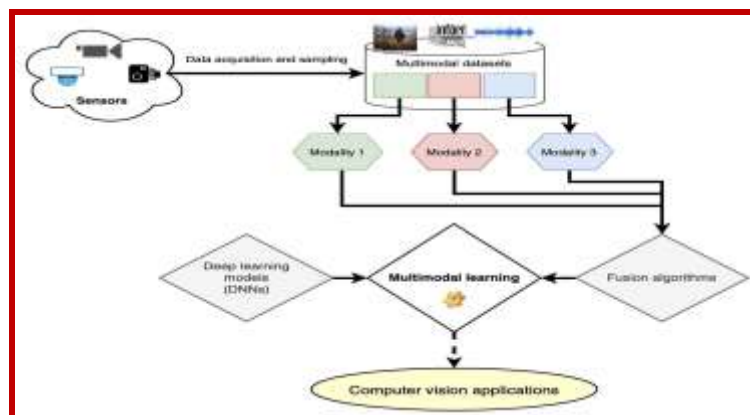 Data acquisition and sampling
Multimodal datasets
Sensors
Modality 1
Modality 2
Modality 3
Deep learning
models
(DNNs)
Multimodal learning
Fusion algorithms
Computer vision applications